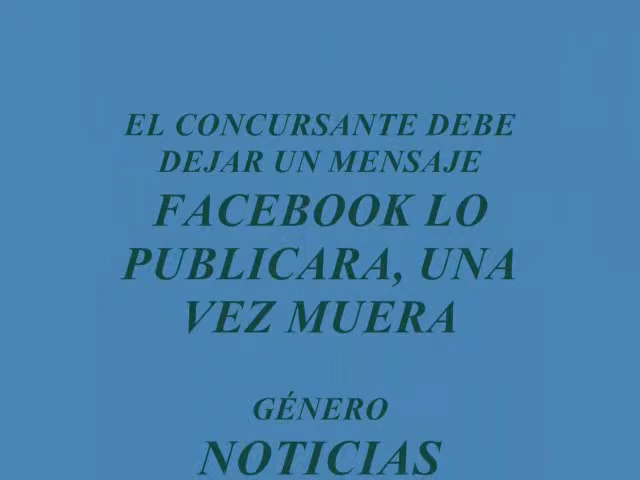 EL CONCURSANTE DEBE
DEJAR UN MENSAJE
FACEBOOK LO
PUBLICARA, UNA
VEZ MUERA
GÉNERO
NOTICIAS